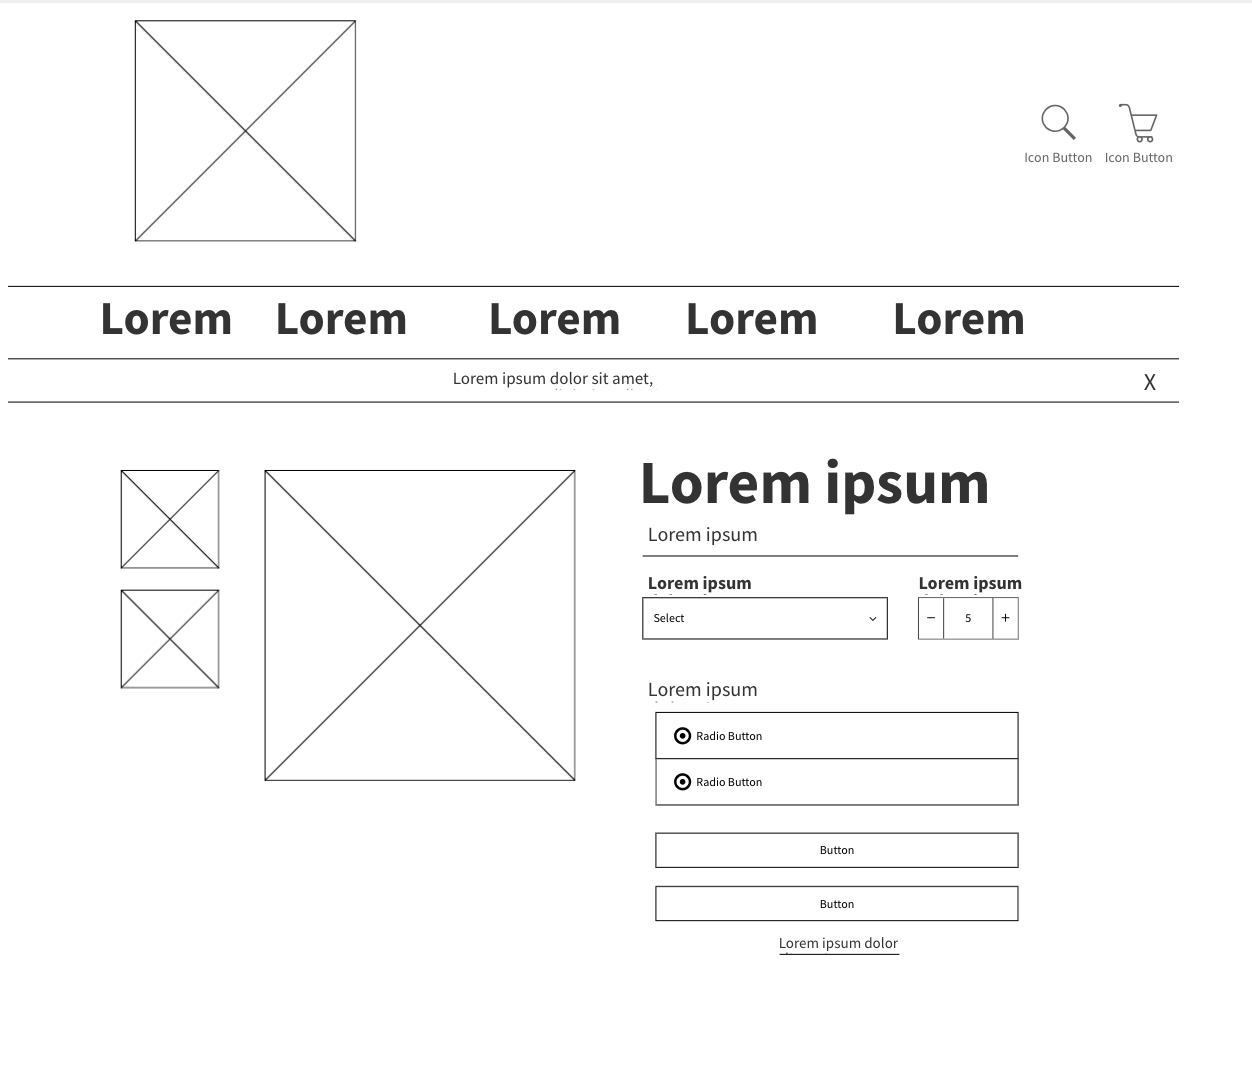 Icon Button Icon Button
Lorem Lorem Lorem Lorem Lorem
Lorem ipsum dolor sit amet,
X
Lorem ipsum
Lorem ipsum
Lorem ipsum Lorem ipsum
Select − 5 +
Lorem ipsum
Radio Button
Radio Button
Button
Button
Lorem ipsum dolor